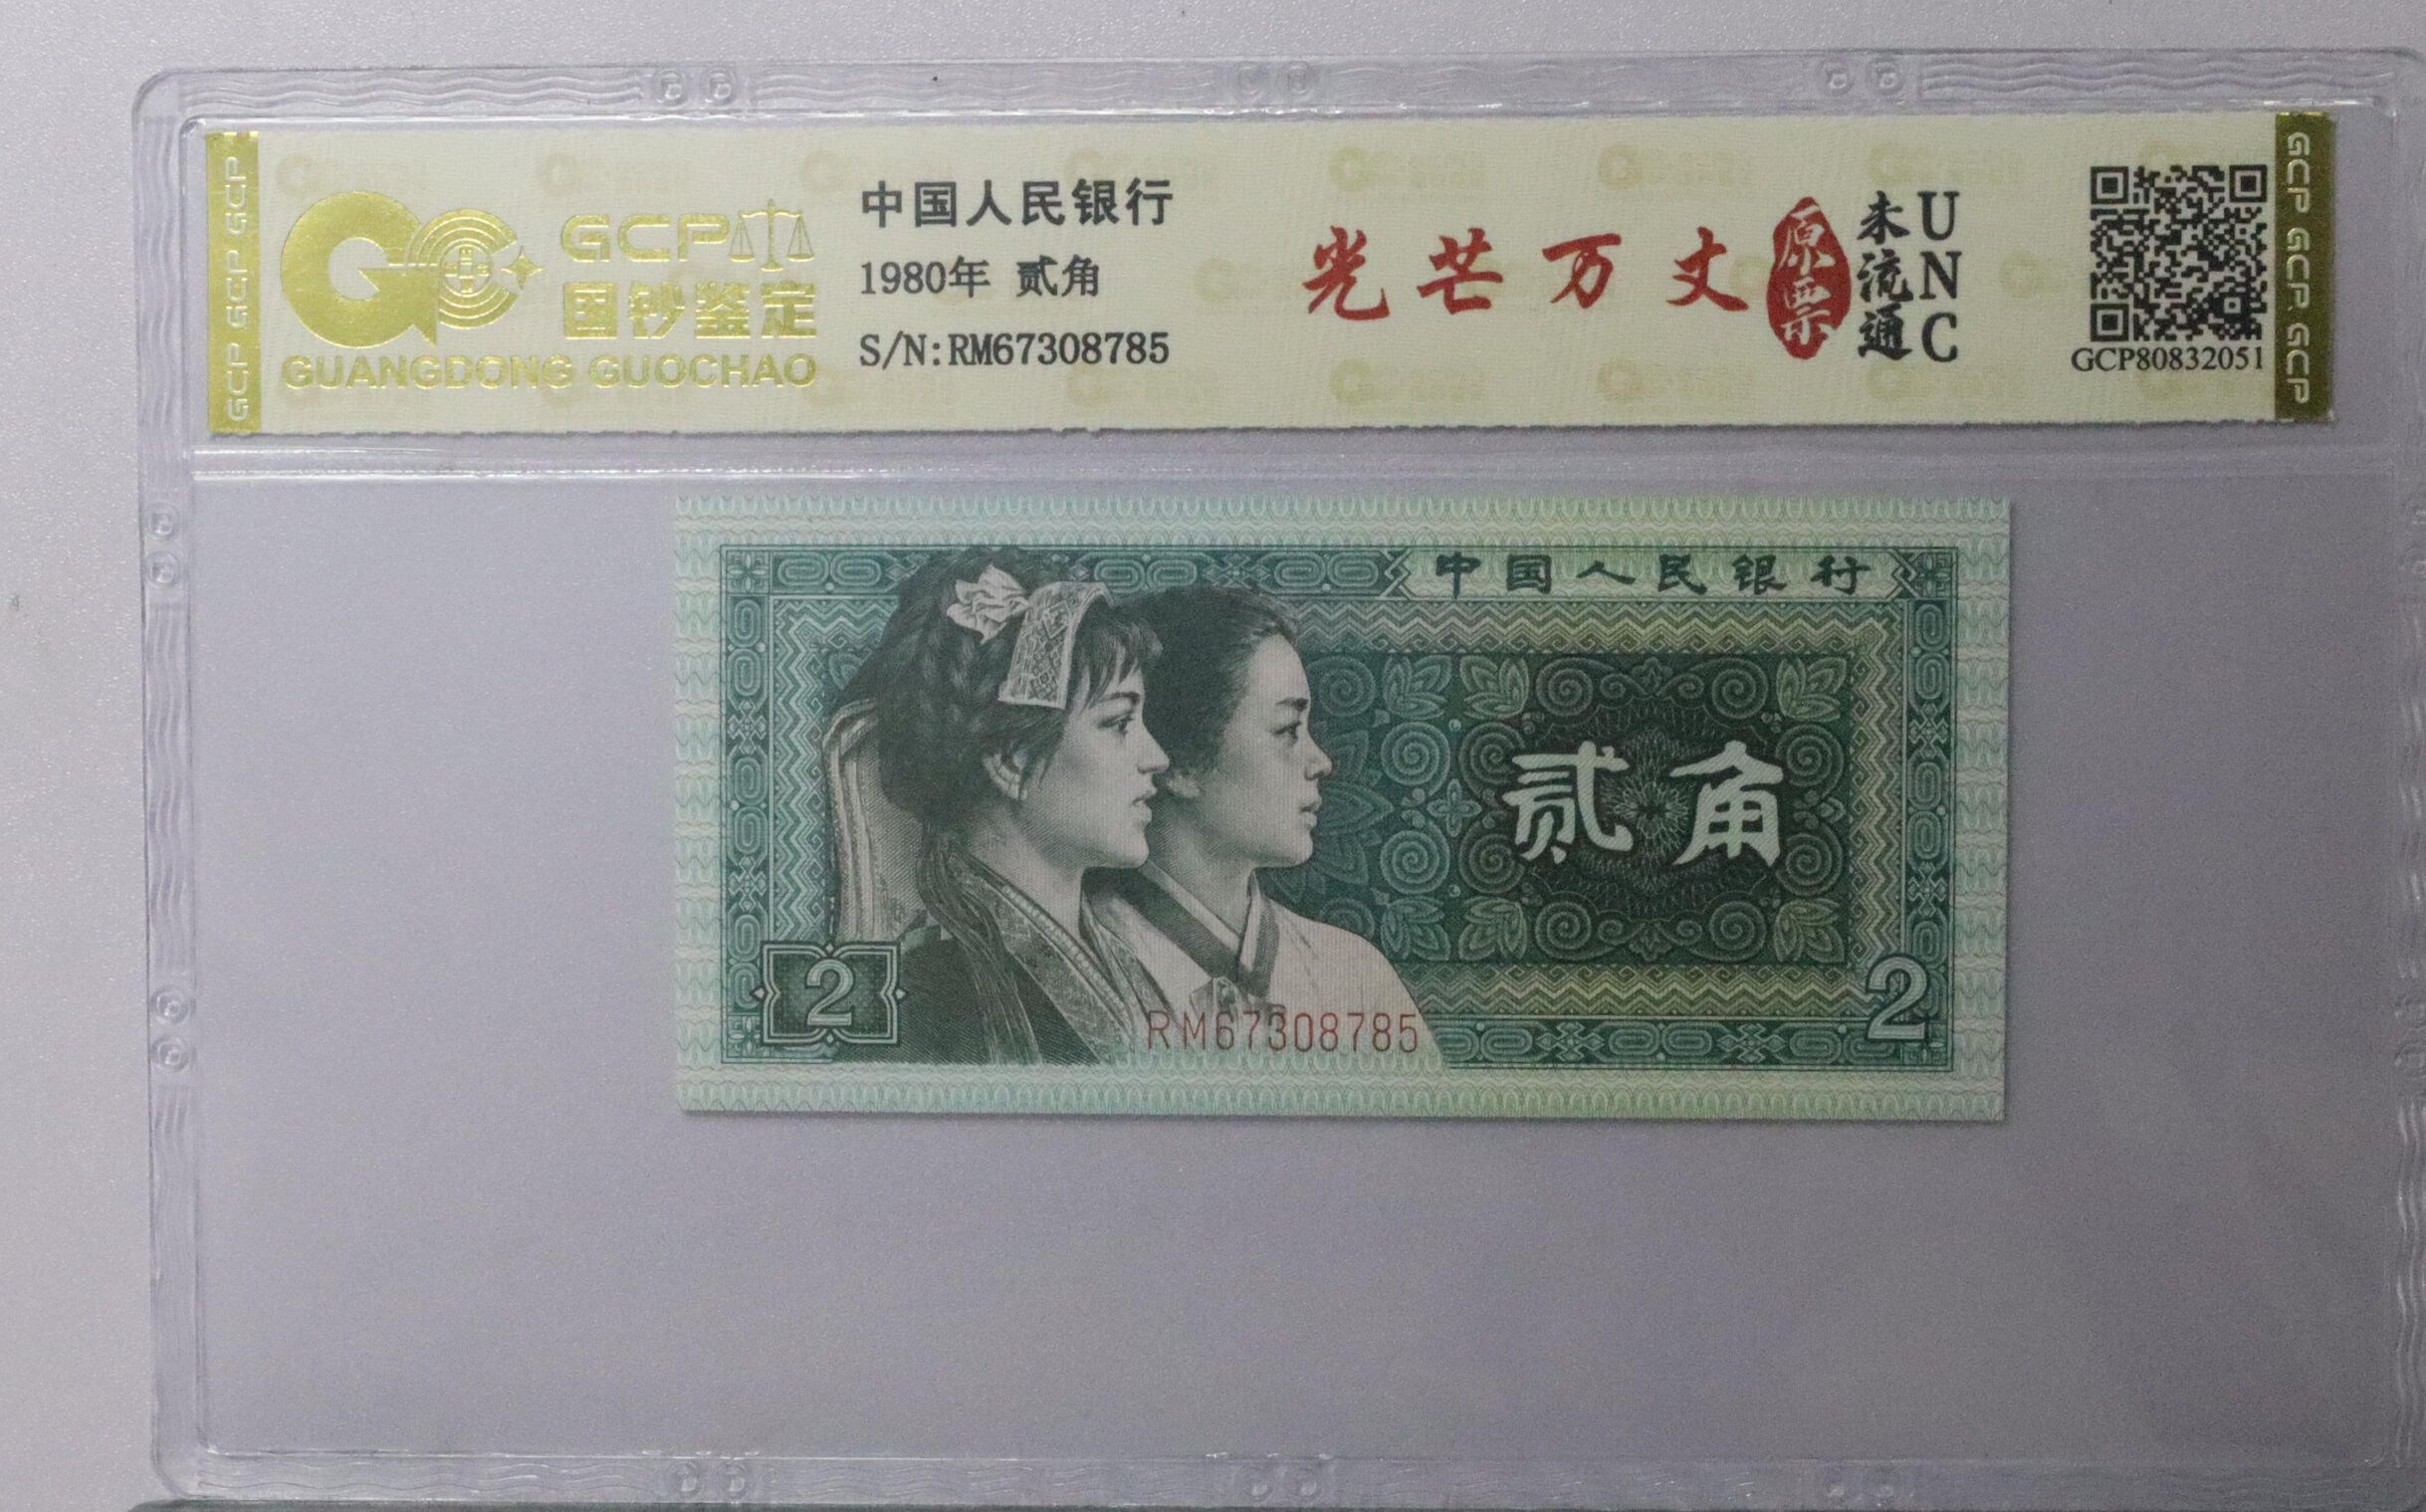 GCP GCP GCP GCP
GCP
国钞鉴定
GUANGDONG GUOCHAO
中国人民银行
1980年 贰角
S/N:RM67308785
光芒万丈
原票
未流通
UNC
GCP80832051
GCP GCP GCP GCP
中国人民银行
贰角
2
RM67308785
2